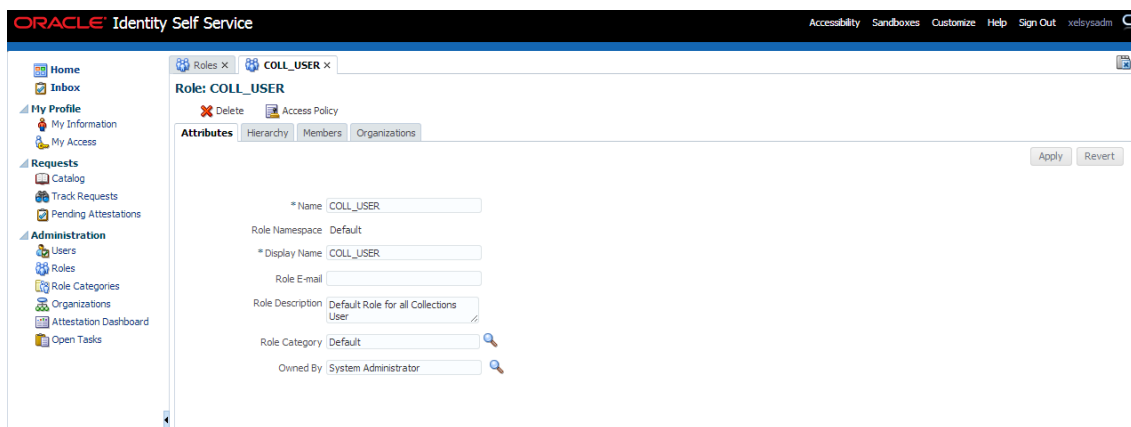 ORACLE Identity Self Service
Accessibility Sandboxes Customize Help Sign Out xelsysadm
Home
Inbox
My Profile
My Information
My Access
Requests
Catalog
Track Requests
Pending Attestations
Administration
Users
Roles
Role Categories
Organizations
Attestation Dashboard
Open Tasks
Roles COLL_USER
Role: COLL_USER
Delete Access Policy
Attributes Hierarchy Members Organizations
Apply Revert
* Name COLL_USER
Role Namespace Default
* Display Name COLL_USER
Role E-mail
Role Description Default Role for all Collections
User
Role Category Default
Owned By System Administrator